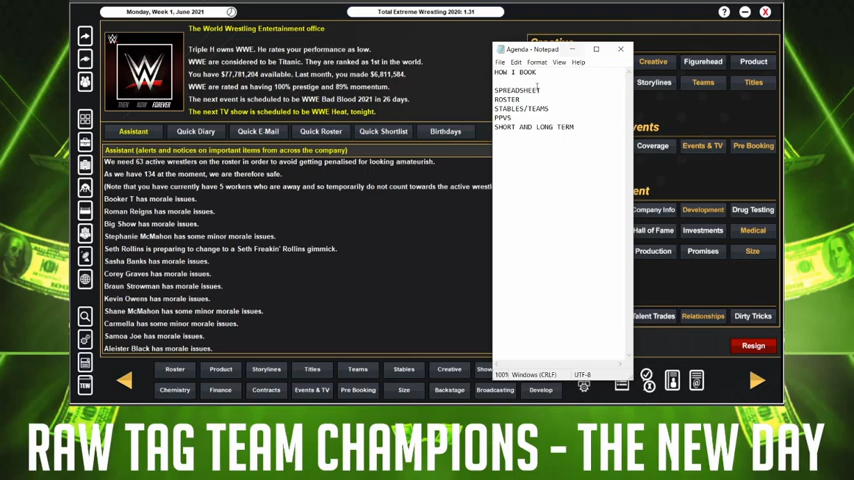 Monday, Week 1, June 2021
Total Extreme Wrestling 2020: 1.31
The World Wrestling Entertainment office
Triple H owns WWE. He rates your performance as low.
WWE are considered to be Titanic. They are ranked as 1st in the world.
You have $77,781,204 available. Last month, you made $6,811,584.
WWE are rated as having 100% prestige and 89% momentum.
The next event is scheduled to be WWE Bad Blood 2021 in 26 days.
The next TV show is scheduled to be WWE Heat, tonight.
THEN NOW FOREVER
Assistant Quick Diary Quick E-Mail Quick Roster Quick Shortlist Birthdays
Assistant (alerts and notices on important items from across the company)
We need 63 active wrestlers on the roster in order to avoid getting penalised for looking amateurish.
As we have 134 at the moment, we are therefore safe.
(Note that you have currently have 5 workers who are away and so temporarily do not count towards the active wrestl
Booker T has morale issues.
Roman Reigns has morale issues.
Big Show has morale issues.
Stephanie McMahon has some minor morale issues.
Seth Rollins is preparing to change to a Seth Freakin' Rollins gimmick.
Sasha Banks has morale issues.
Corey Graves has morale issues.
Braun Strowman has morale issues.
Kevin Owens has morale issues.
Shane McMahon has some minor morale issues.
Carmella has some minor morale issues.
Samoa Joe has morale issues.
Aleister Black has morale issues.
Agenda - Notepad
File Edit Format View Help
HOW I BOOK
SPREADSHEET
ROSTER
STABLES/TEAMS
PPVS
SHORT AND LONG TERM
100% Windows (CRLF) UTF-8
Creative Figurehead Product
Storylines Teams Titles
vents
Coverage Events & TV Pre Booking
ent
Company Info Development Drug Testing
Hall of Fame Investments Medical
Production Promises Size
Talent Trades Relationships Dirty Tricks
Resign
Roster Product Storylines Titles Teams Stables Creative Show
Chemistry Finance Contracts Events & TV Pre Booking Size Backstage Broadcasting Develop
TEW
RAW TAG TEAM CHAMPIONS - THE NEW DAY